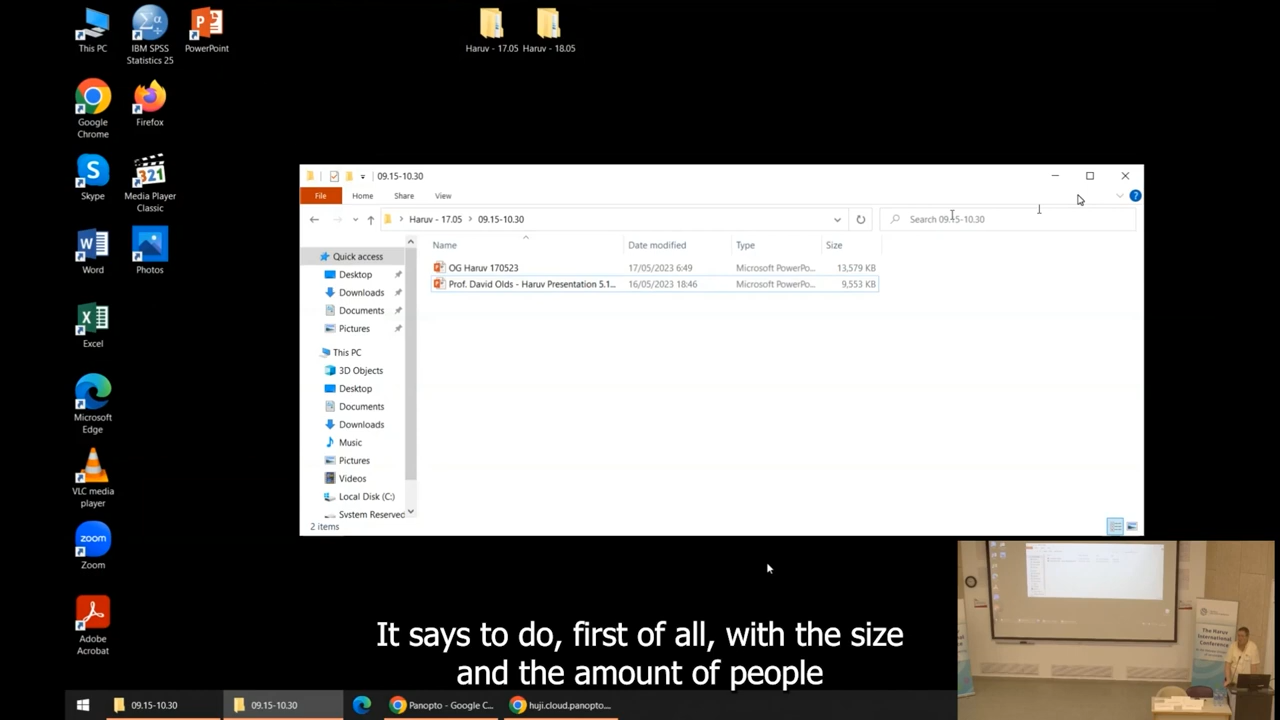 This PC
IBM SPSS
Statistics 25
PowerPoint
Haruv - 17.05
Haruv - 18.05
Google
Chrome
Firefox
Skype
Media Player
Classic
Word
Photos
Excel
Microsoft
Edge
VLC media
player
zoom
Zoom
Adobe
Acrobat
09.15-10.30
File
Home
Share
View
Haruv - 17.05
09.15-10.30
Search 09.15-10.30
Name
Date modified
Type
Size
OG Haruv 170523
17/05/2023 6:49
Microsoft PowerPo...
13,579 KB
Prof. David Olds - Haruv Presentation 5.1...
16/05/2023 18:46
Microsoft PowerPo...
9,553 KB
Quick access
Desktop
Downloads
Documents
Pictures
This PC
3D Objects
Desktop
Documents
Downloads
Music
Pictures
Videos
Local Disk (C:)
System Reserved
2 items
The Haruv
International
Conference
It says to do, first of all, with the size
and the amount of people
09.15-10.30
09.15-10.30
Panopto - Google C...
huji.cloud.panopto....